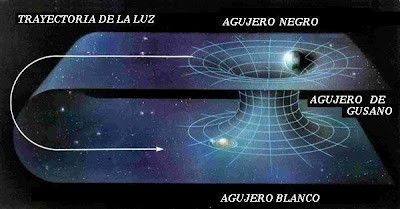 TRAYECTORIA DE LA LUZ
AGUJERO NEGRO
AGUJERO DE
GUSANO
AGUJERO BLANCO